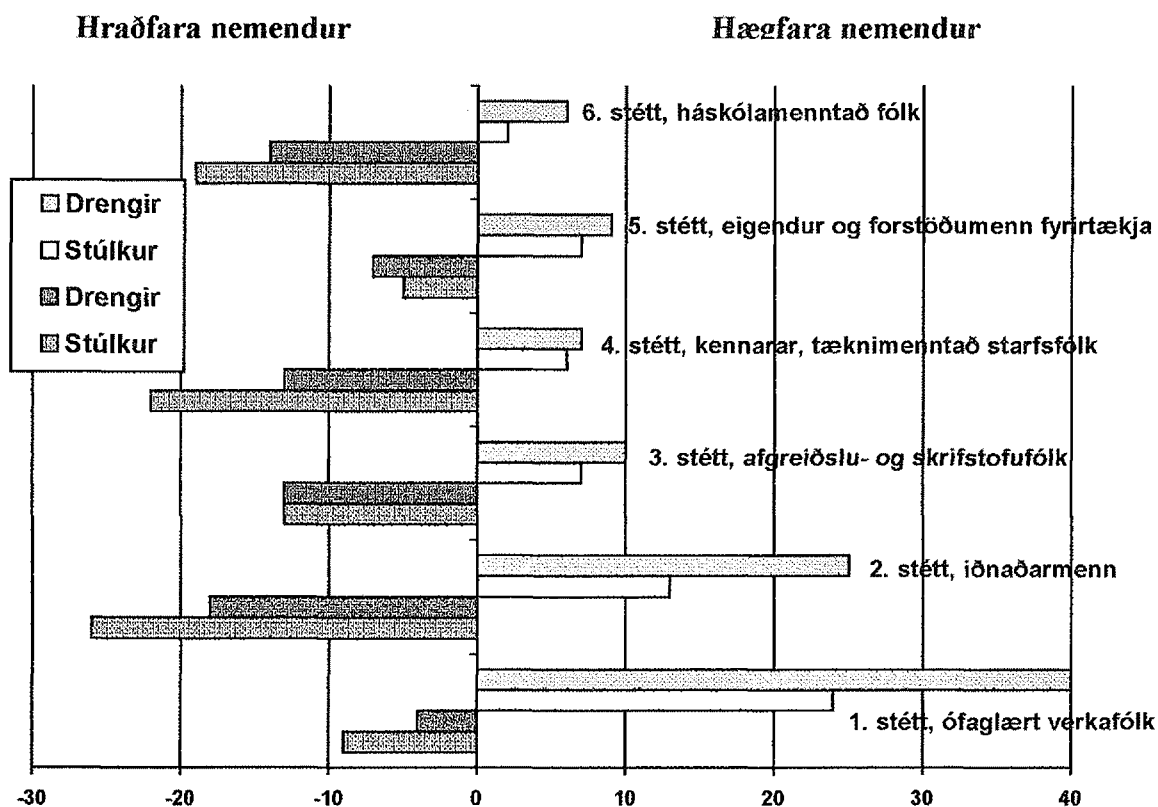 Hraðfara nemendur
Hægfara nemendur
6. stétt, háskólamenntað fólk
Drengir
Stúlkur
Drengir
Stúlkur
5. stétt, eigendur og forstöðumenn fyrirtækja
4. stétt, kennarar, tæknimenntað starfsfólk
3. stétt, afgreiðslu- og skrifstofufólk
2. stétt, iðnaðarmenn
1. stétt, ófaglært verkafólk
-30 -20 -10 0 10 20 30 40